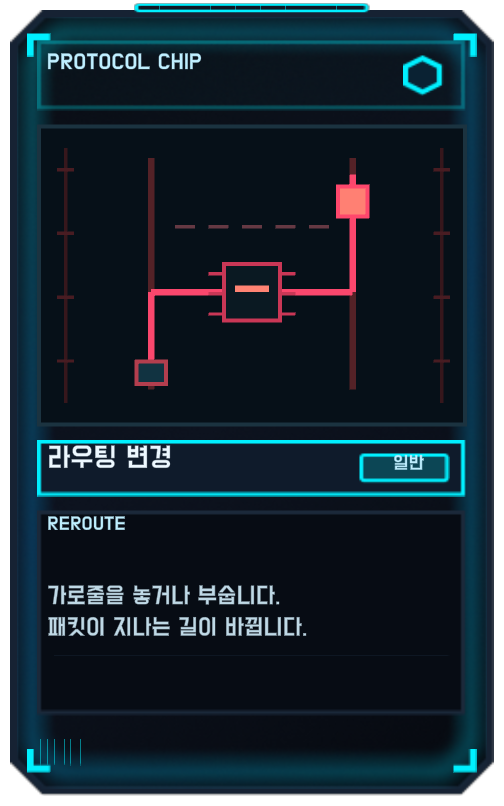 PROTOCOL CHIP
라우팅 변경
일반
REROUTE
가로줄을 놓거나 부숩니다.
패킷이 지나는 길이 바뀝니다.